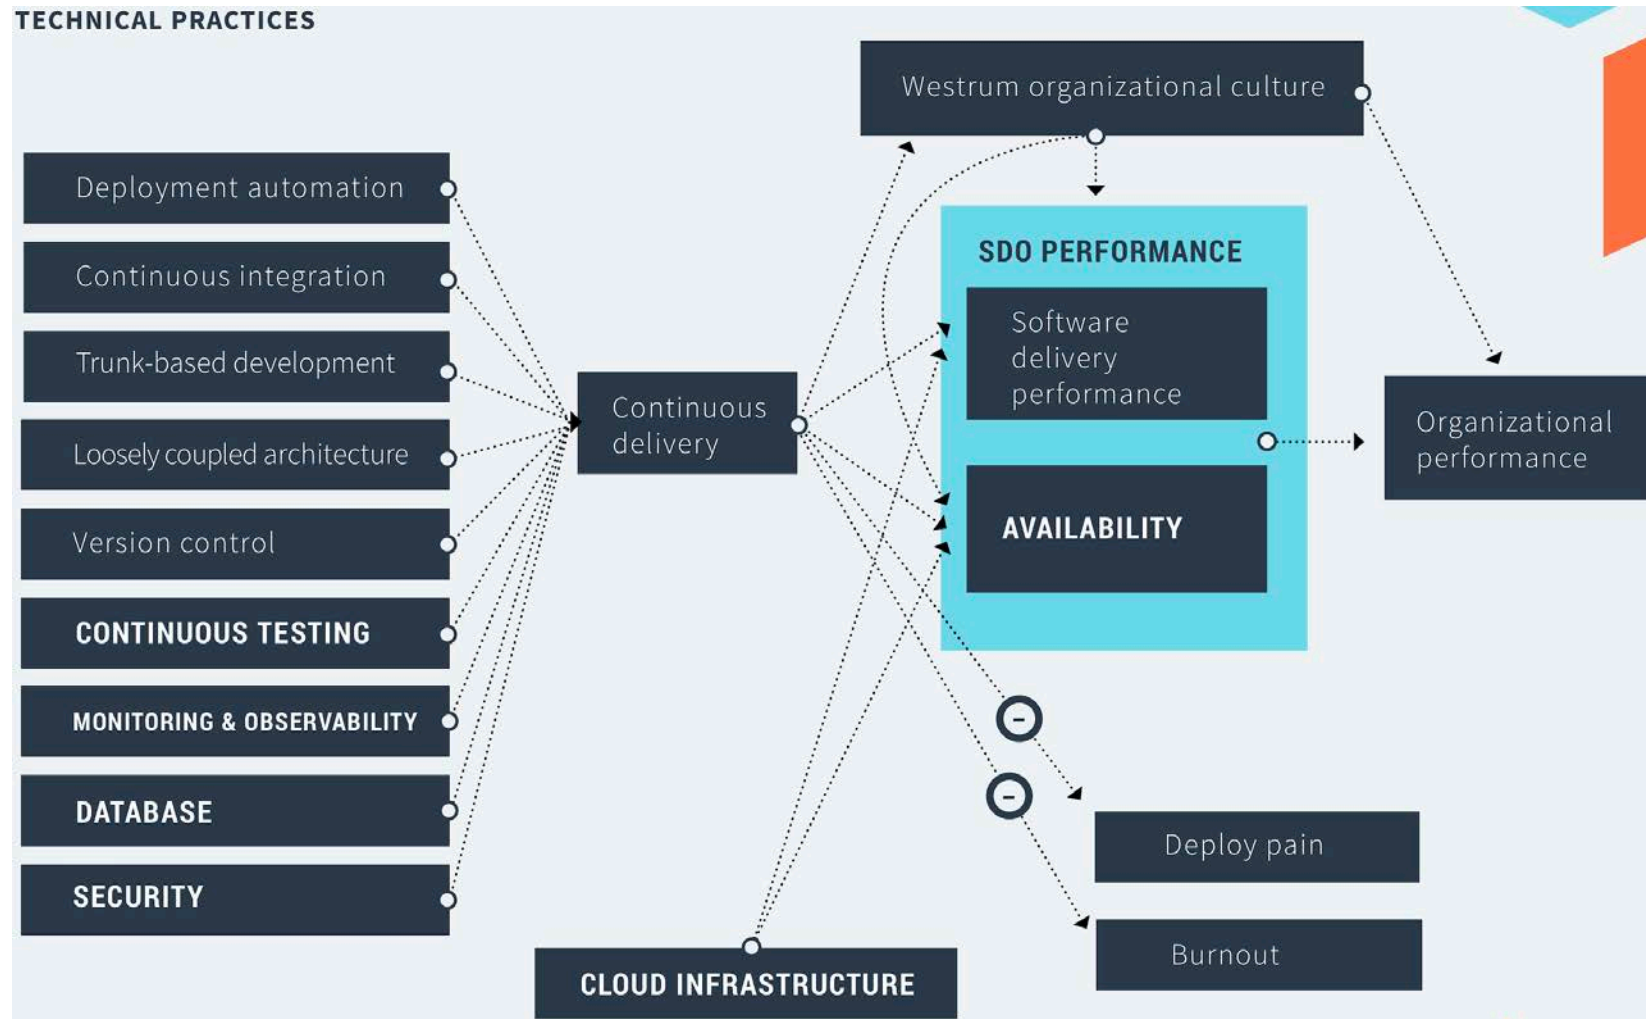 TECHNICAL PRACTICES
Westrum organizational culture
Deployment automation
Continuous integration
Trunk-based development
Loosely coupled architecture
Version control
CONTINUOUS TESTING
MONITORING & OBSERVABILITY
DATABASE
SECURITY
Continuous
delivery
SDO PERFORMANCE
Software
delivery
performance
AVAILABILITY
Organizational
performance
-
-
Deploy pain
Burnout
CLOUD INFRASTRUCTURE